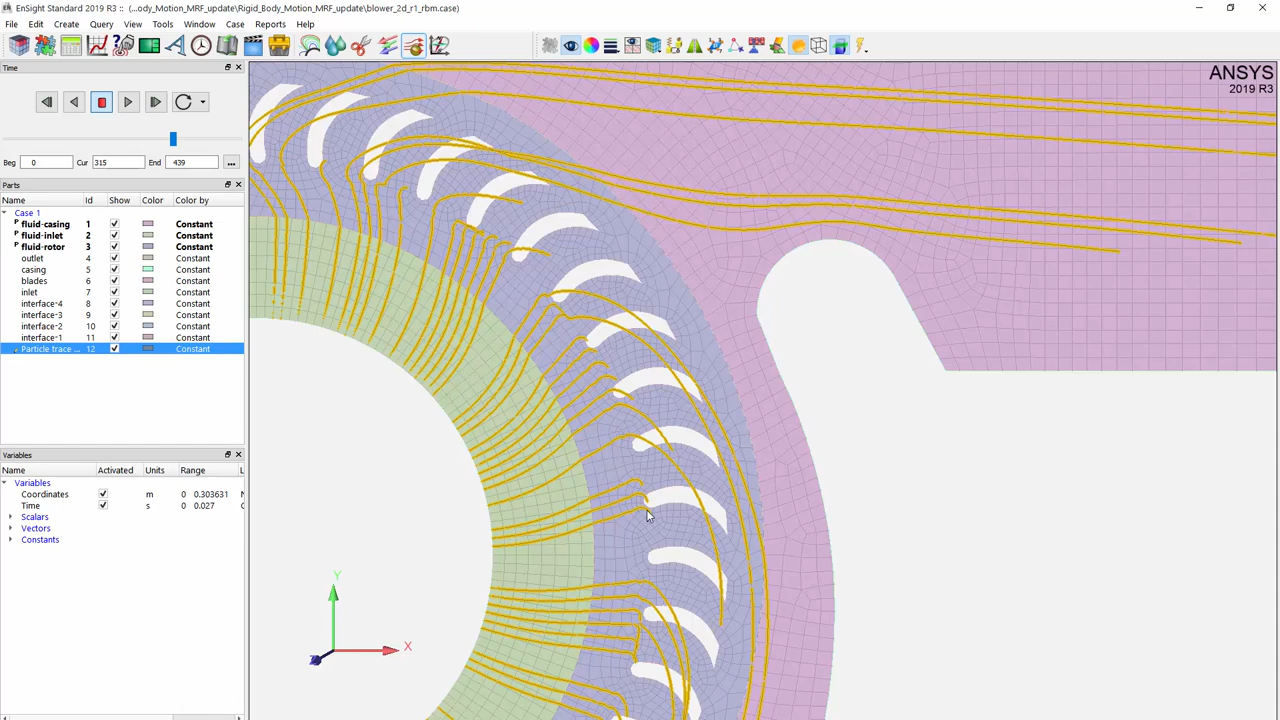 EnSight Standard 2019 R3 :: (...ody_Motion_MRF_update\Rigid_Body_Motion_MRF_update\blower_2d_r1_rbm.case)
File Edit Create Query View Tools Window Case Reports Help
Time
Beg 0 Cur 315 End 439 ...
Parts
Name Id Show Color Color by
Case 1
P fluid-casing 1 Constant
P fluid-inlet 2 Constant
P fluid-rotor 3 Constant
outlet 4 Constant
casing 5 Constant
blades 6 Constant
inlet 7 Constant
interface-4 8 Constant
interface-3 9 Constant
interface-2 10 Constant
interface-1 11 Constant
Particle trace ... 12 Constant
Variables
Name Activated Units Range L
Variables
Coordinates m 0 0.303631
Time s 0 0.027
Scalars
Vectors
Constants
ANSYS
2019 R3
Y
X
Z